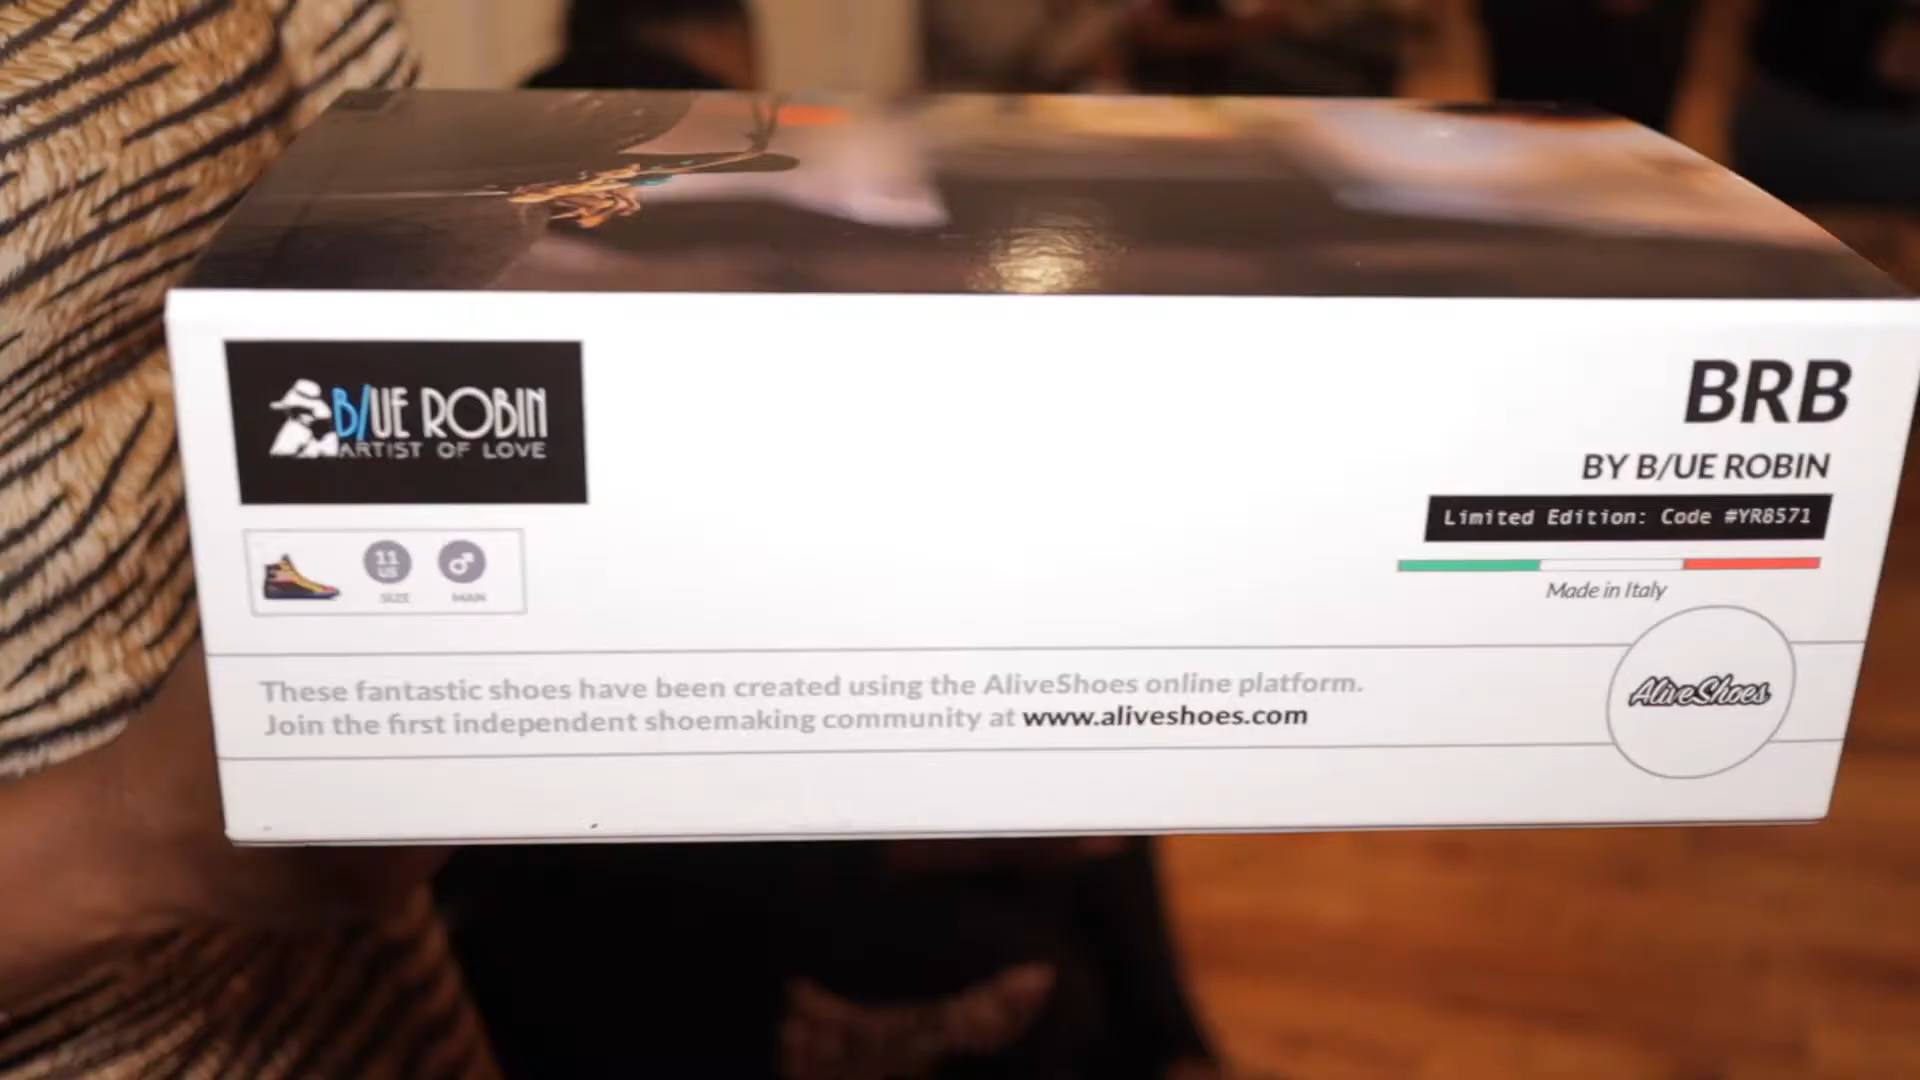 B/UE ROBIN
ARTIST OF LOVE
BRB
BY B/UE ROBIN
Limited Edition: Code #YR8571
Made in Italy
11
US
SIZE
MAN
These fantastic shoes have been created using the AliveShoes online platform.
Join the first independent shoemaking community at www.aliveshoes.com
AliveShoes